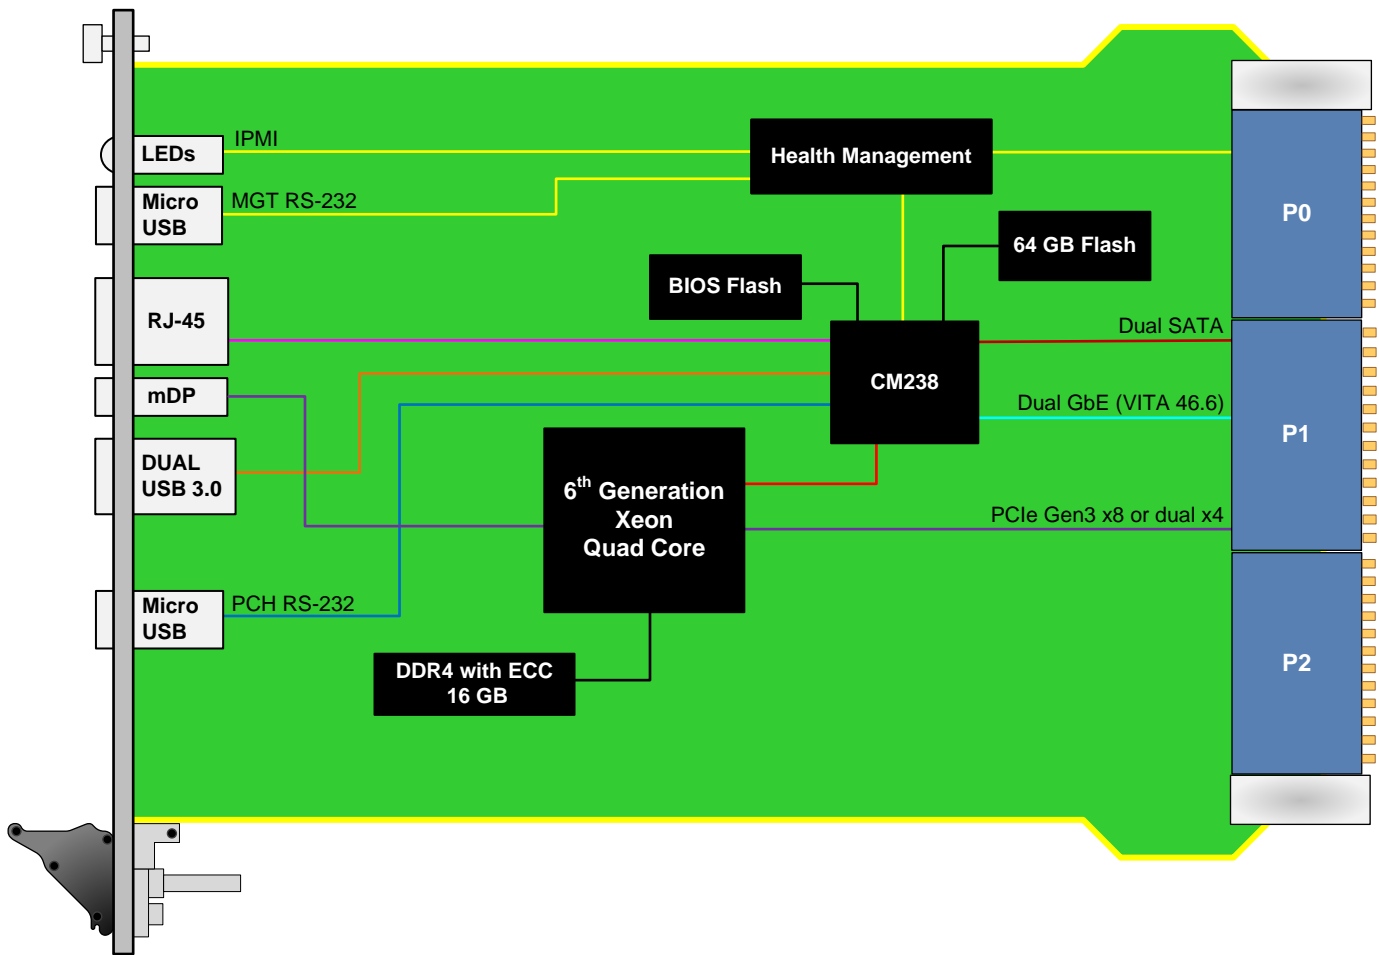 IPMI
LEDs
Health Management
Micro
USB
MGT RS-232
P0
64 GB Flash
BIOS Flash
RJ-45
Dual SATA
CM238
mDP
Dual GbE (VITA 46.6)
P1
DUAL
USB 3.0
6th Generation
Xeon
Quad Core
PCIe Gen3 x8 or dual x4
Micro
USB
PCH RS-232
DDR4 with ECC
16 GB
P2